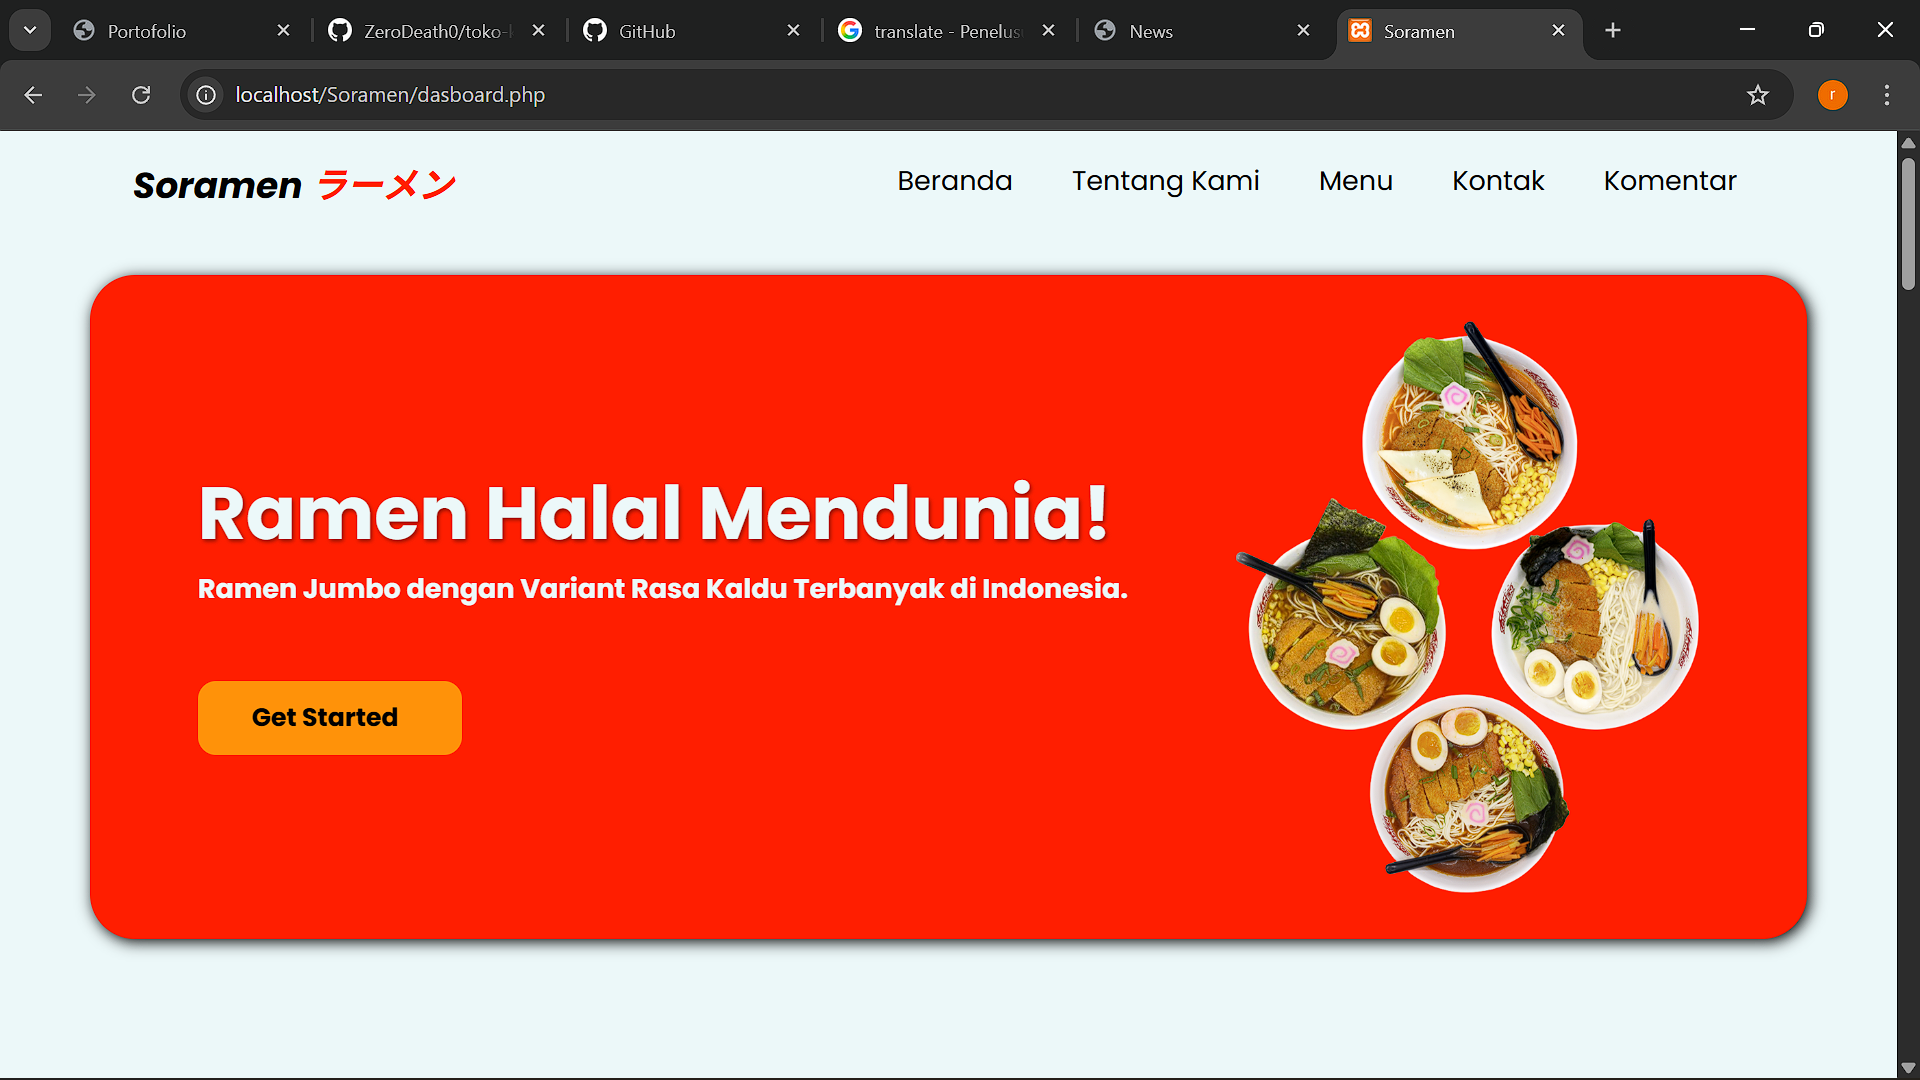 Portofolio
ZeroDeath0/toko-
GitHub
translate - Penelus
News
Soramen
localhost/Soramen/dasboard.php
r
Soramen ラーメン
Beranda
Tentang Kami
Menu
Kontak
Komentar
Ramen Halal Mendunia!
Ramen Jumbo dengan Variant Rasa Kaldu Terbanyak di Indonesia.
Get Started